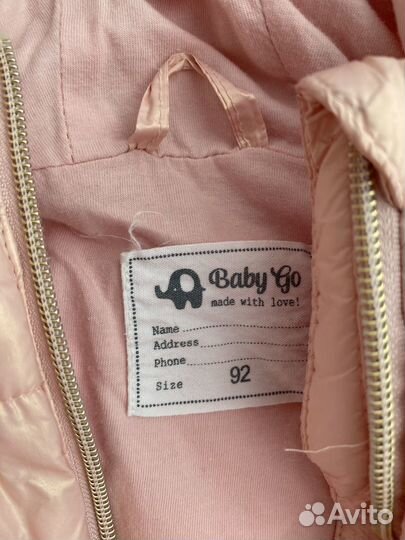 Baby Go
made with love!
Name
Address
Phone
Size 92
Avito